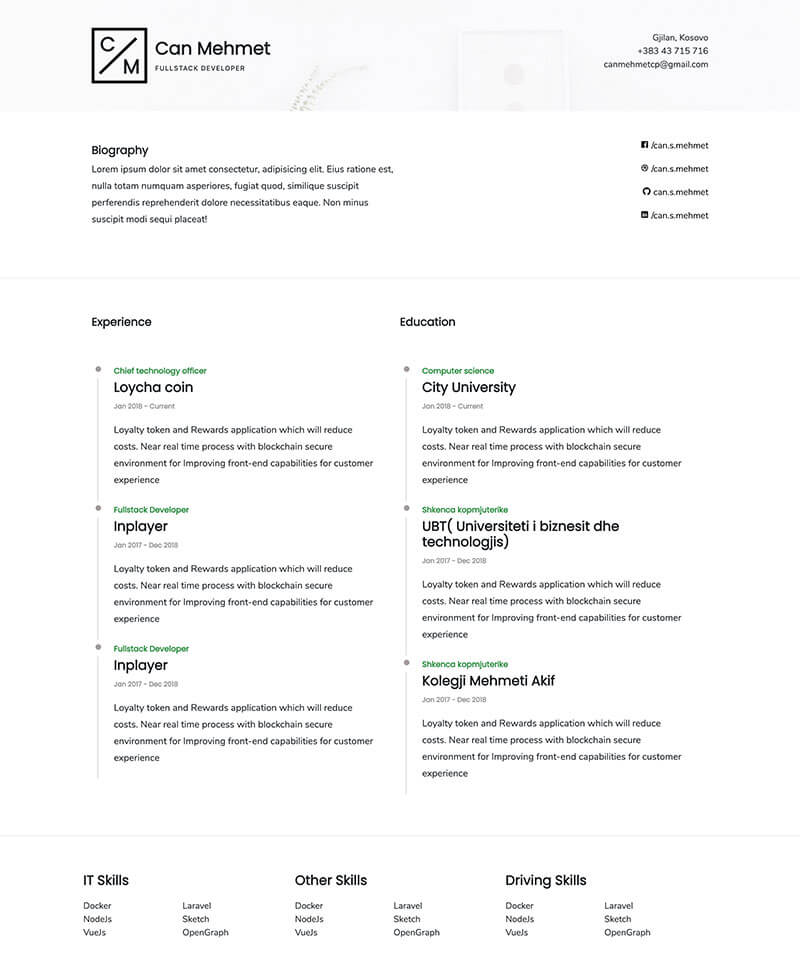 C
M
Can Mehmet
FULLSTACK DEVELOPER
Gjilan, Kosovo
+383 43 715 716
canmehmetcp@gmail.com
Biography
Lorem ipsum dolor sit amet consectetur, adipisicing elit. Eius ratione est,
nulla totam numquam asperiores, fugiat quod, similique suscipit
perferendis reprehenderit dolore necessitatibus eaque. Non minus
suscipit modi sequi placeat!
/can.s.mehmet
/can.s.mehmet
can.s.mehmet
/can.s.mehmet
Experience
Chief technology officer
Loycha coin
Jan 2018 - Current
Loyalty token and Rewards application which will reduce
costs. Near real time process with blockchain secure
environment for Improving front-end capabilities for customer
experience
Fullstack Developer
Inplayer
Jan 2017 - Dec 2018
Loyalty token and Rewards application which will reduce
costs. Near real time process with blockchain secure
environment for Improving front-end capabilities for customer
experience
Fullstack Developer
Inplayer
Jan 2017 - Dec 2018
Loyalty token and Rewards application which will reduce
costs. Near real time process with blockchain secure
environment for Improving front-end capabilities for customer
experience
Education
Computer science
City University
Jan 2018 - Current
Loyalty token and Rewards application which will reduce
costs. Near real time process with blockchain secure
environment for Improving front-end capabilities for customer
experience
Shkenca kopmjuterike
UBT( Universiteti i biznesit dhe
technologjis)
Jan 2017 - Dec 2018
Loyalty token and Rewards application which will reduce
costs. Near real time process with blockchain secure
environment for Improving front-end capabilities for customer
experience
Shkenca kopmjuterike
Kolegji Mehmeti Akif
Jan 2017 - Dec 2018
Loyalty token and Rewards application which will reduce
costs. Near real time process with blockchain secure
environment for Improving front-end capabilities for customer
experience
IT Skills
Docker Laravel
NodeJs Sketch
VueJs OpenGraph
Other Skills
Docker Laravel
NodeJs Sketch
VueJs OpenGraph
Driving Skills
Docker Laravel
NodeJs Sketch
VueJs OpenGraph